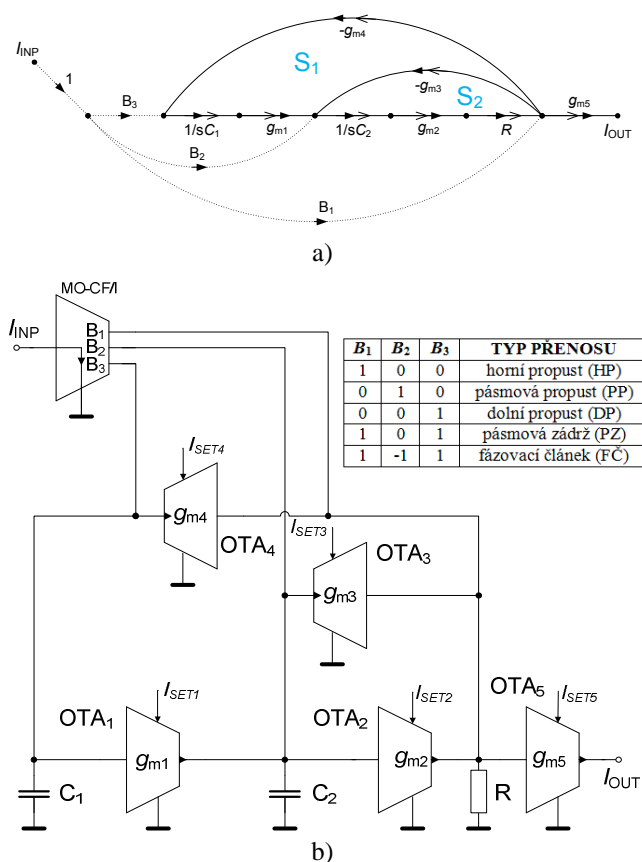 -gm4
IINP
S1
1
-gm3
B3
S2
gm5
1/sC1
gm1
1/sC2
gm2
R
IOUT
B2
B1
a)
MO-CF/I
IINP
B1
B2
B3
B1 B2 B3 TYP PŘENOSU
1 0 0 horní propust (HP)
0 1 0 pásmová propust (PP)
0 0 1 dolní propust (DP)
1 0 1 pásmová zádrž (PZ)
1 -1 1 fázovací článek (FČ)
ISET4
gm4
OTA4
ISET3
OTA3
gm3
OTA1
ISET1
OTA2
ISET2
OTA5
ISET5
gm1
gm2
gm5
C1
C2
R
IOUT
b)